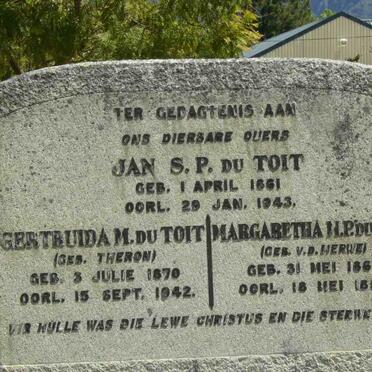 TER GEDAGTENIS AAN
ONS DIERBARE OUERS
JAN S.P. DU TOIT
GEB. 1 APRIL 1861
OORL. 29 JAN. 1943.
GERTRUIDA M. DU TOIT
(GEB. THERON)
GEB. 3 JULIE 1870
OORL. 15 SEPT. 1942.
MARGARETHA M.P.
(GEB. V.D. MERWE)
GEB. 31 MEI
OORL. 18 MEI
VIR HULLE WAS DIE LEWE CHRISTUS EN DIE